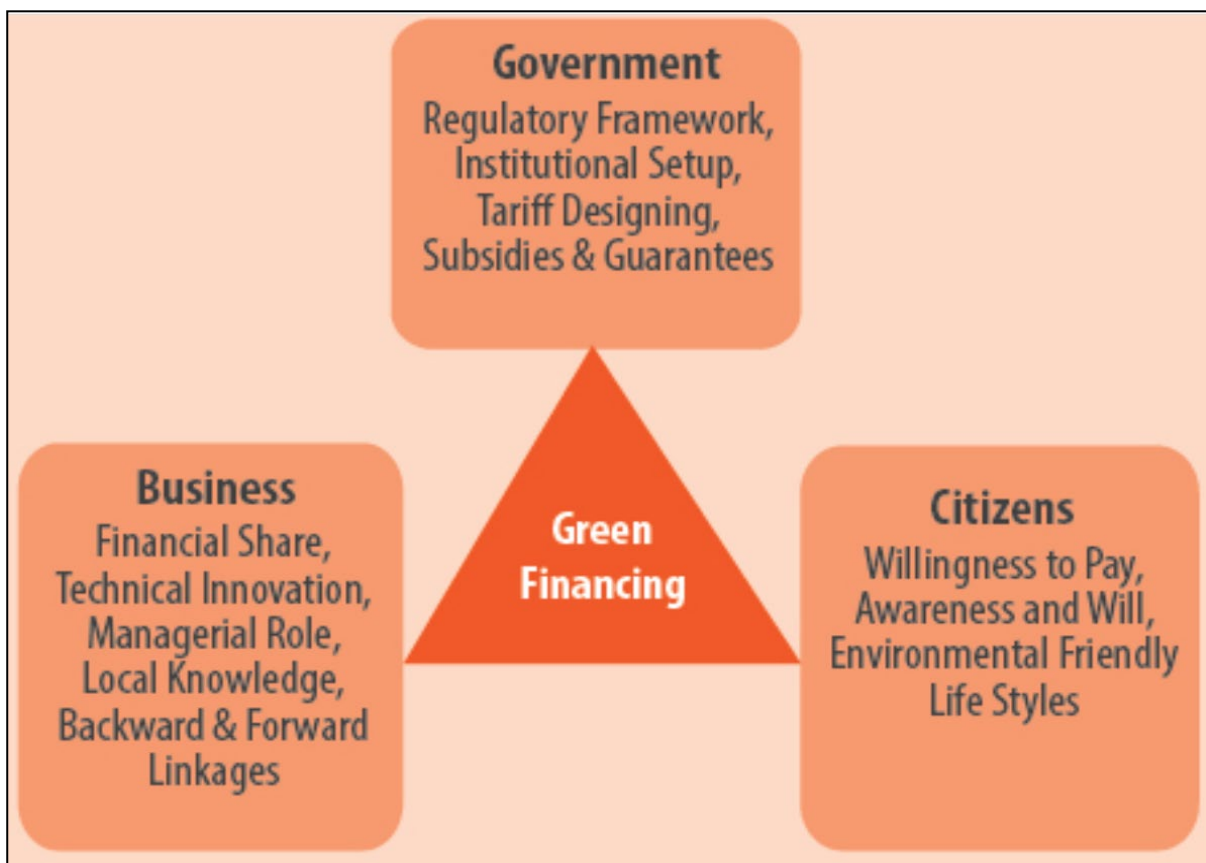 Government
Regulatory Framework,
Institutional Setup,
Tariff Designing,
Subsidies & Guarantees
Business
Financial Share,
Technical Innovation,
Managerial Role,
Local Knowledge,
Backward & Forward
Linkages
Green
Financing
Citizens
Willingness to Pay,
Awareness and Will,
Environmental Friendly
Life Styles